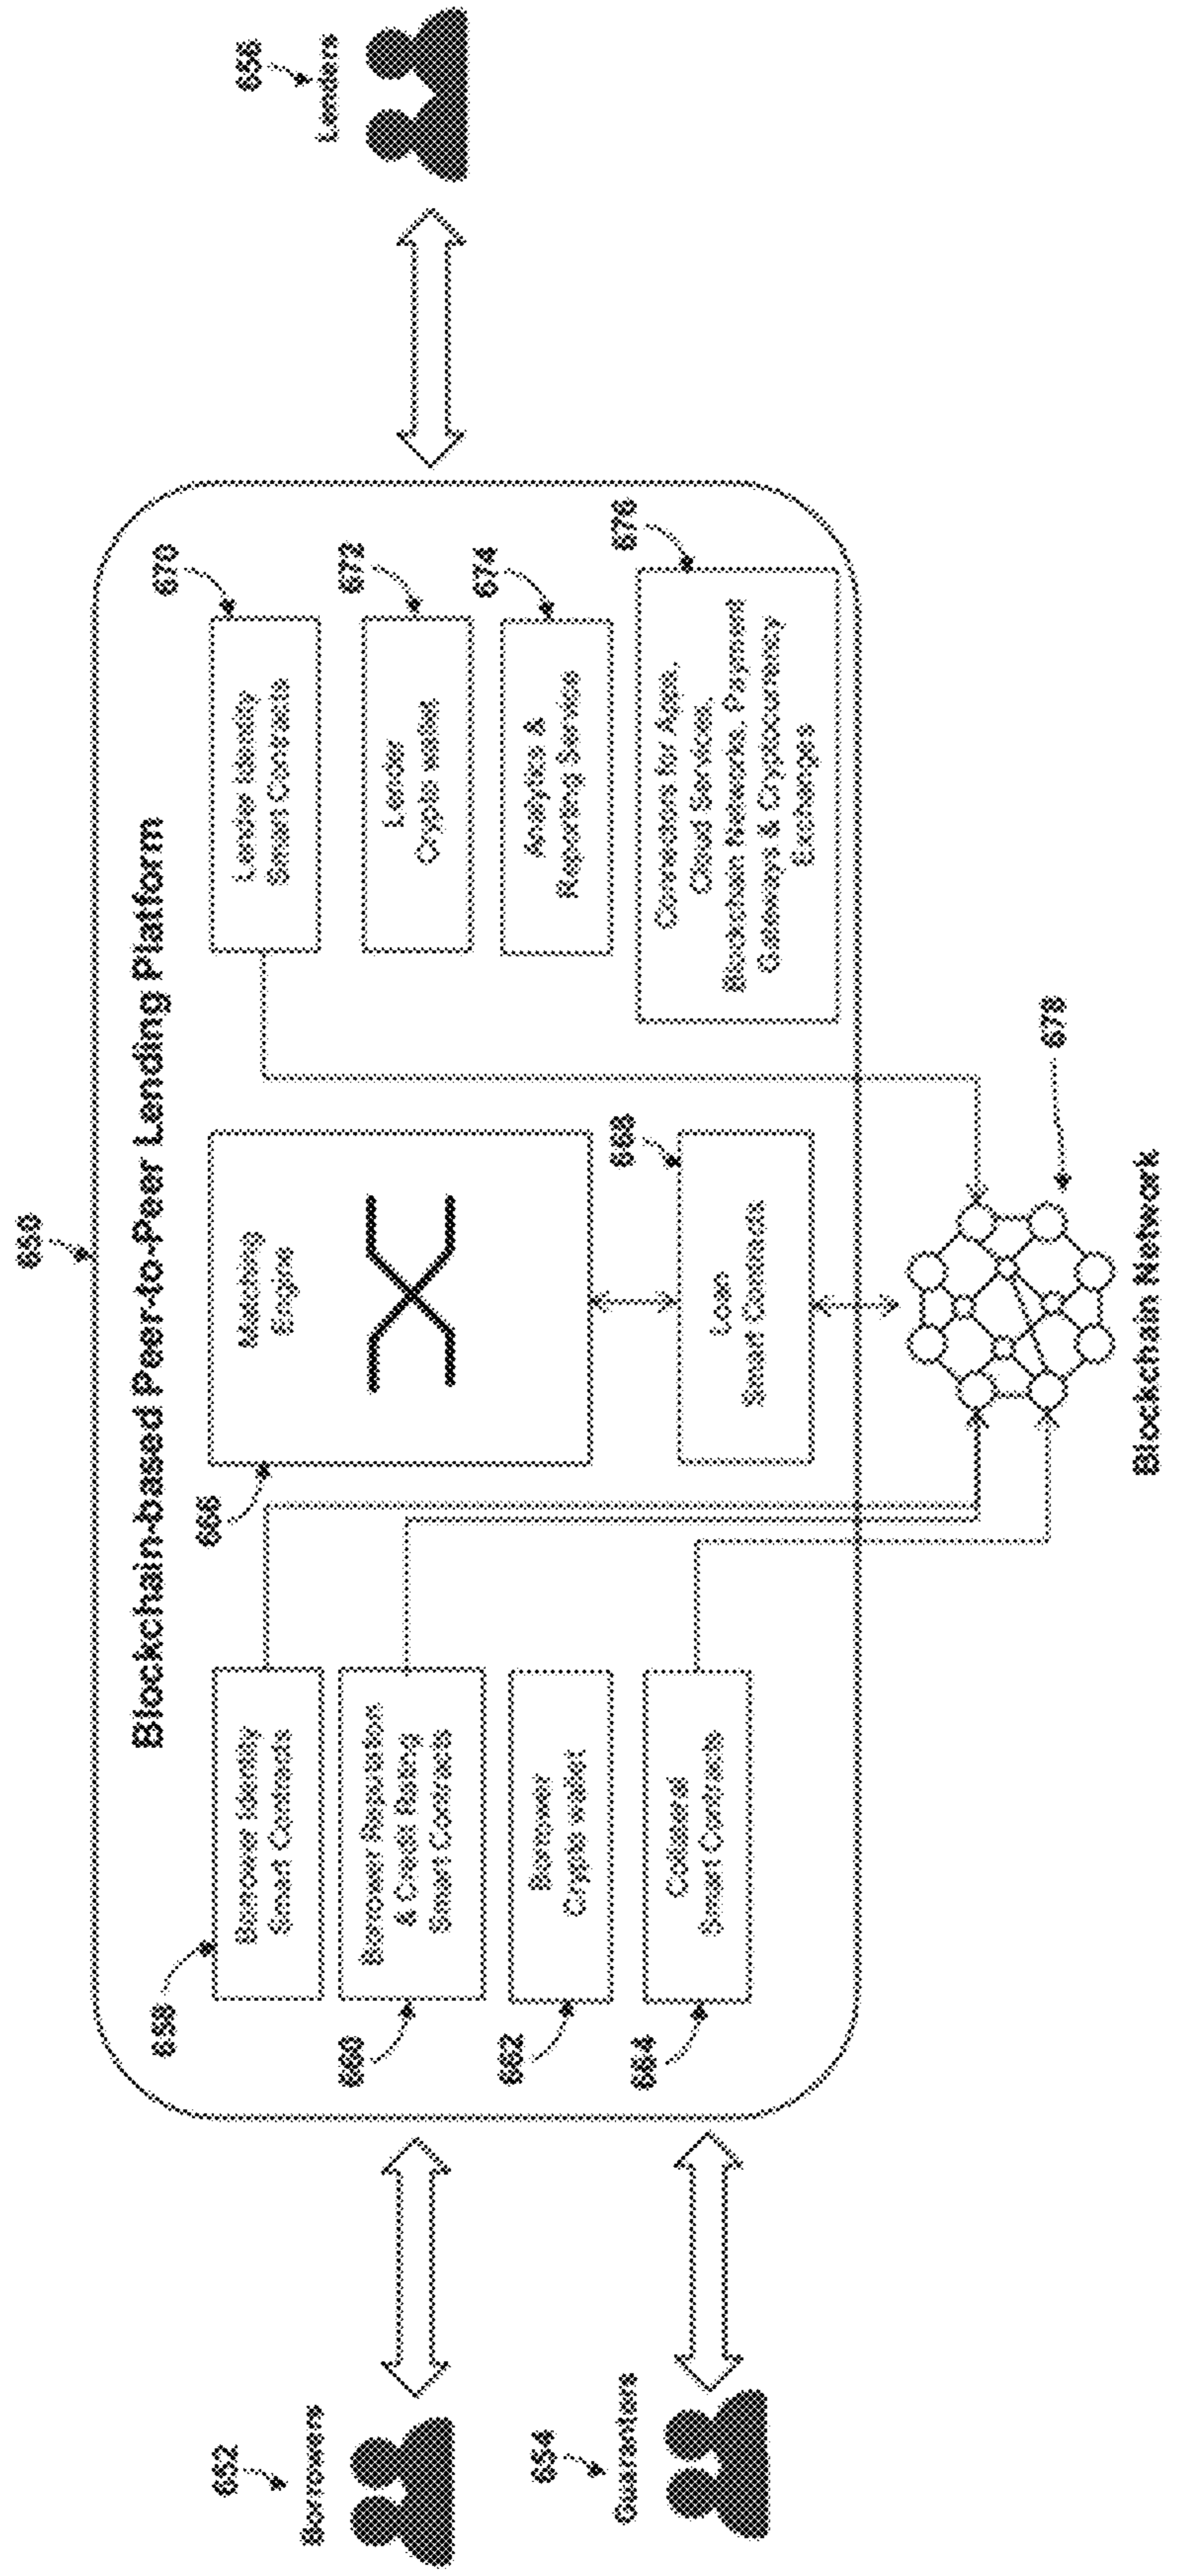 650
Blockchain-based Peer-to-Peer Lending Platform
652
Borrowers
654
Guarantors
658
Borrower Identity
Smart Contracts
660
Borrower Reputation
& Credit Rating
Smart Contracts
662
Borrower
Crypto wallet
664
Collateral
Smart Contracts
666
Matching
Engine
668
Loan
Smart Contracts
670
Lender Identity
Smart Contracts
672
Lender
Crypto wallet
674
Analytics &
Reporting Service
676
Connectors for Apps,
Cloud Services,
Blockchain Networks, Payment
Gateways & Cryptocurrency
Exchanges
656
Lenders
678
Blockchain Network